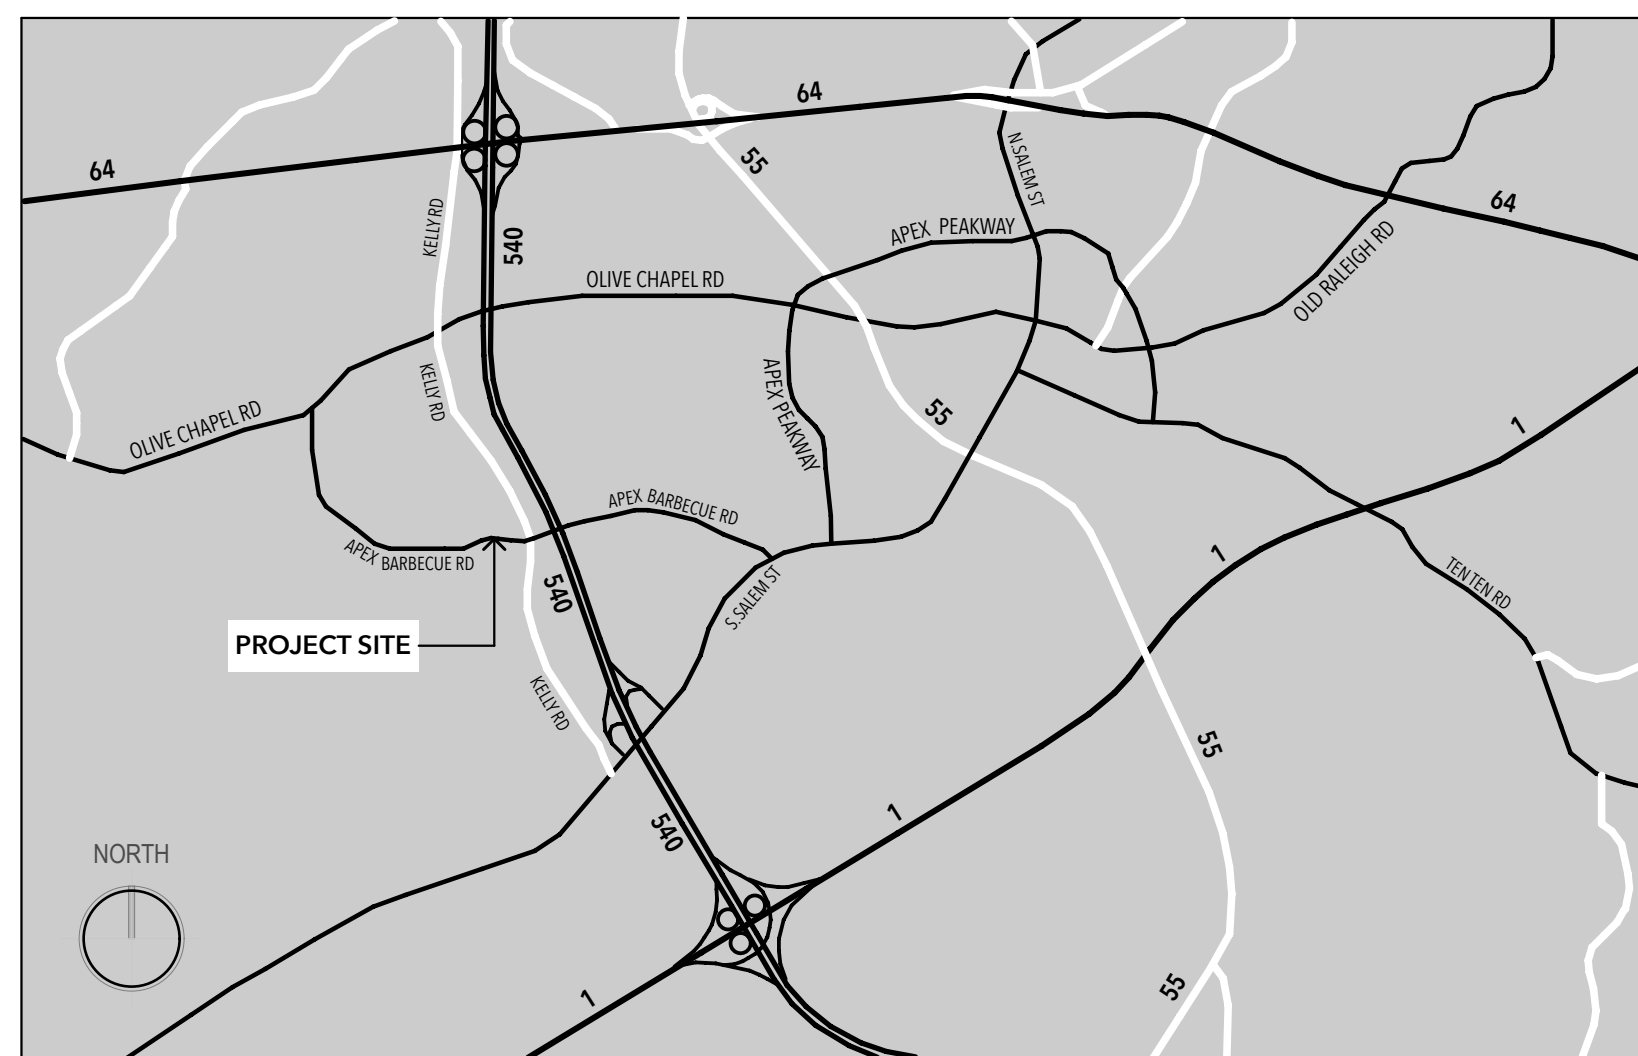 64
64
55
N.SALEM ST
64
KELLY RD
540
APEX PEAKWAY
OLIVE CHAPEL RD
OLD RALEIGH RD
KELLY RD
APEX PEAKWAY
OLIVE CHAPEL RD
55
1
APEX BARBECUE RD
APEX BARBECUE RD
1
540
S.SALEM ST
TEN TEN RD
PROJECT SITE
KELLY RD
55
540
1
NORTH
1
55